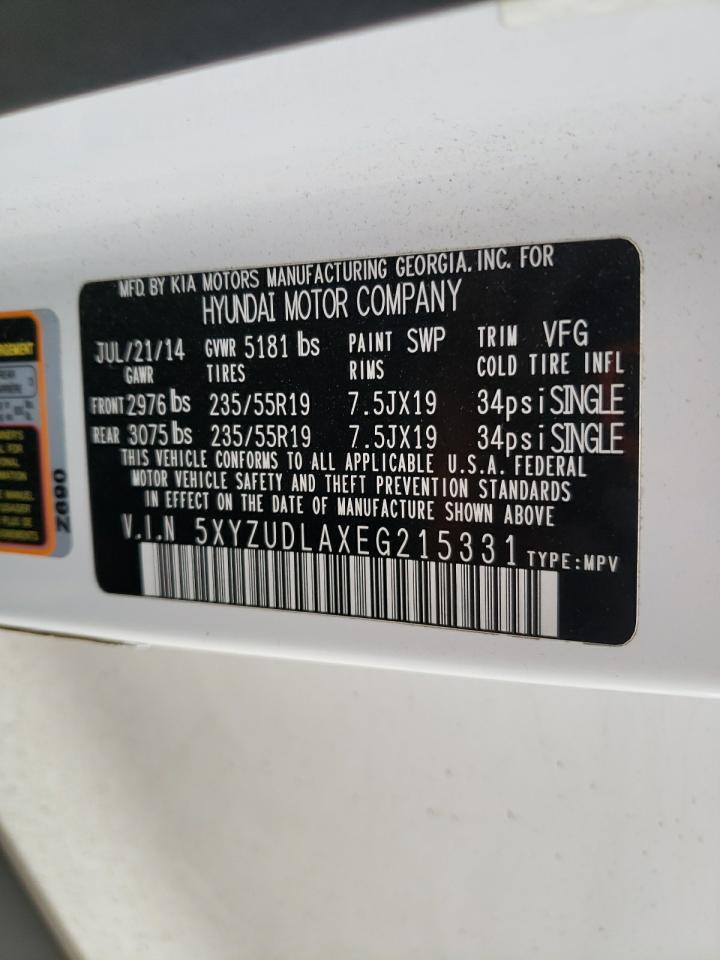 MFD. BY KIA MOTORS MANUFACTURING GEORGIA. INC. FOR
HYUNDAI MOTOR COMPANY
JUL/21/14 GVWR 5181 lbs PAINT SWP TRIM VFG
GAWR TIRES RIMS COLD TIRE INFL
FRONT 2976 lbs 235/55R19 7.5JX19 34psi SINGLE
REAR 3075 lbs 235/55R19 7.5JX19 34psi SINGLE
THIS VEHICLE CONFORMS TO ALL APPLICABLE U.S.A. FEDERAL
MOTOR VEHICLE SAFETY AND THEFT PREVENTION STANDARDS
IN EFFECT ON THE DATE OF MANUFACTURE SHOWN ABOVE
V.I.N 5XYZUDLAXEG215331 TYPE:MPV
Z690